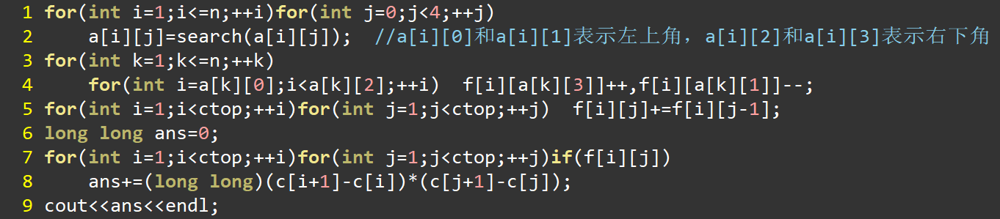 1 for(int i=1;i<=n;++i)for(int j=0;j<4;++j)
2     a[i][j]=search(a[i][j]);  //a[i][0]和a[i][1]表示左上角，a[i][2]和a[i][3]表示右下角
3 for(int k=1;k<=n;++k)
4     for(int i=a[k][0];i<a[k][2];++i)  f[i][a[k][3]]++,f[i][a[k][1]]--;
5 for(int i=1;i<ctop;++i)for(int j=1;j<ctop;++j)  f[i][j]+=f[i][j-1];
6 long long ans=0;
7 for(int i=1;i<ctop;++i)for(int j=1;j<ctop;++j)if(f[i][j])
8     ans+=(long long)(c[i+1]-c[i])*(c[j+1]-c[j]);
9 cout<<ans<<endl;